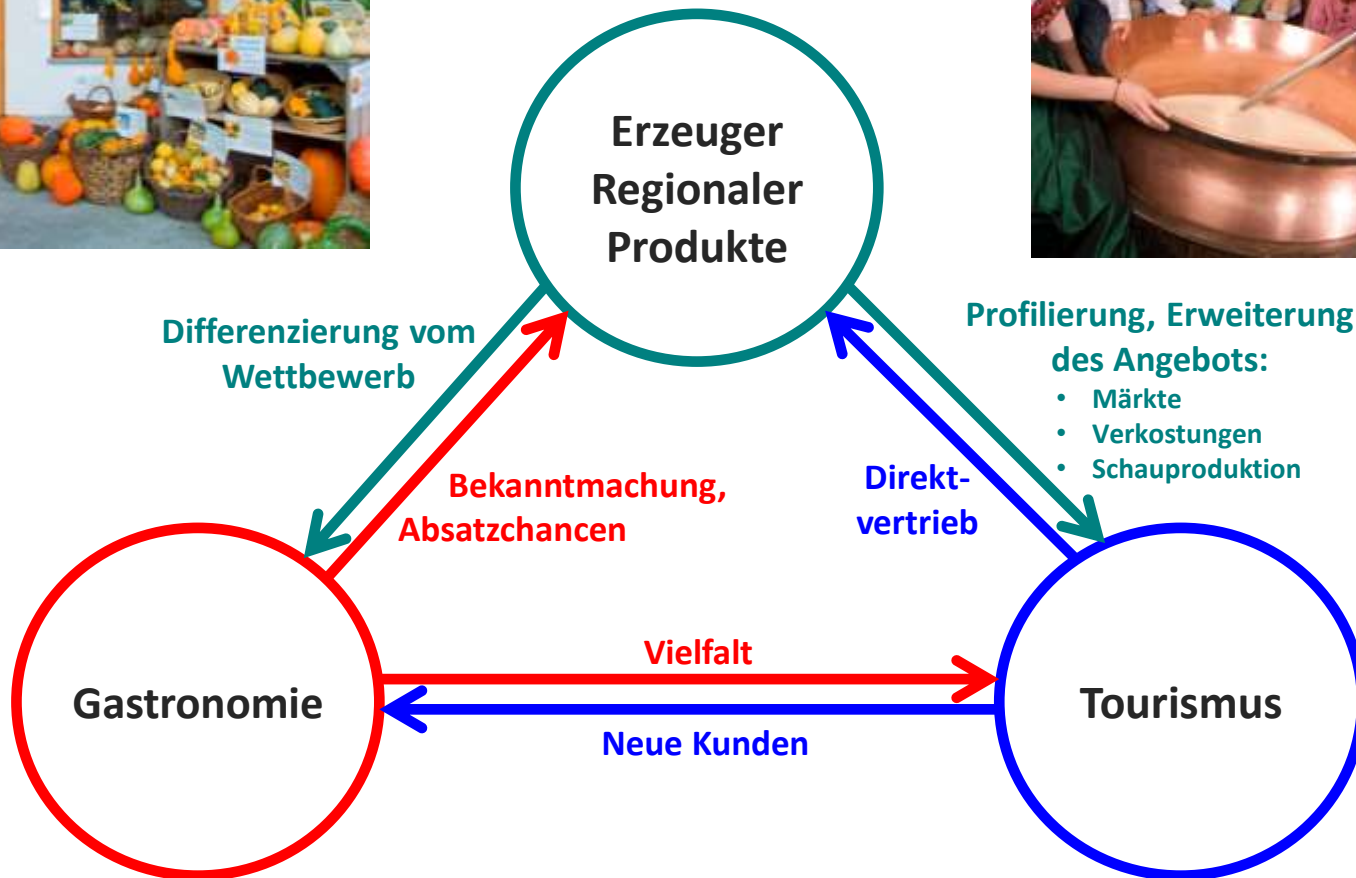 Erzeuger
Regionaler
Produkte
Differenzierung vom
Wettbewerb
Profilierung, Erweiterung
des Angebots:
• Märkte
• Verkostungen
• Schauproduktion
Bekanntmachung,
Absatzchancen
Direkt-
vertrieb
Gastronomie
Vielfalt
Neue Kunden
Tourismus